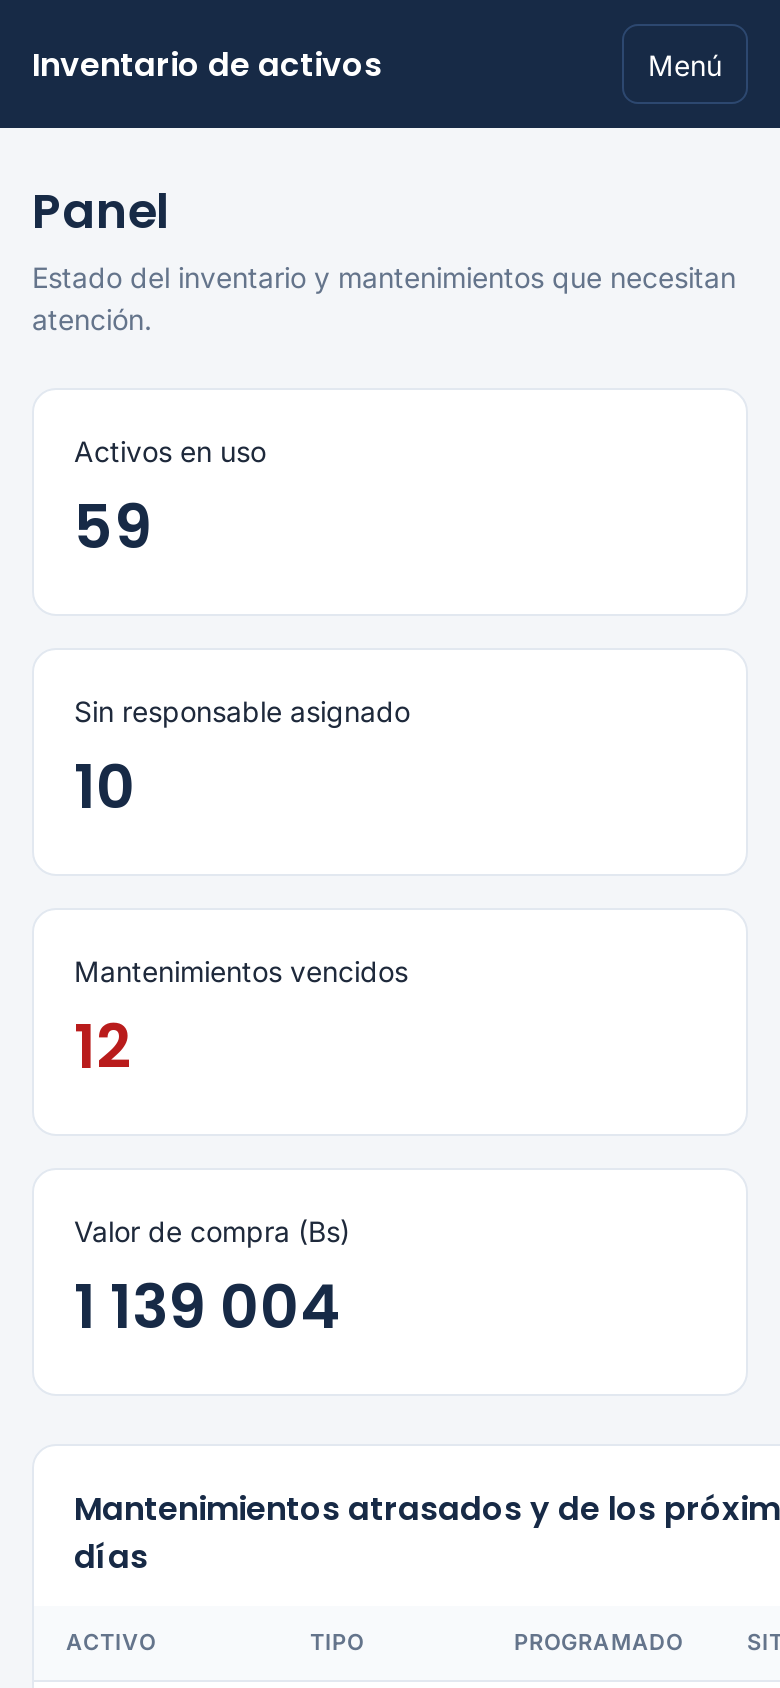 Inventario de activos
Menú
Panel
Estado del inventario y mantenimientos que necesitan
atención.
Activos en uso
59
Sin responsable asignado
10
Mantenimientos vencidos
12
Valor de compra (Bs)
1 139 004
Mantenimientos atrasados y de los
días
ACTIVO TIPO PROGRAMADO